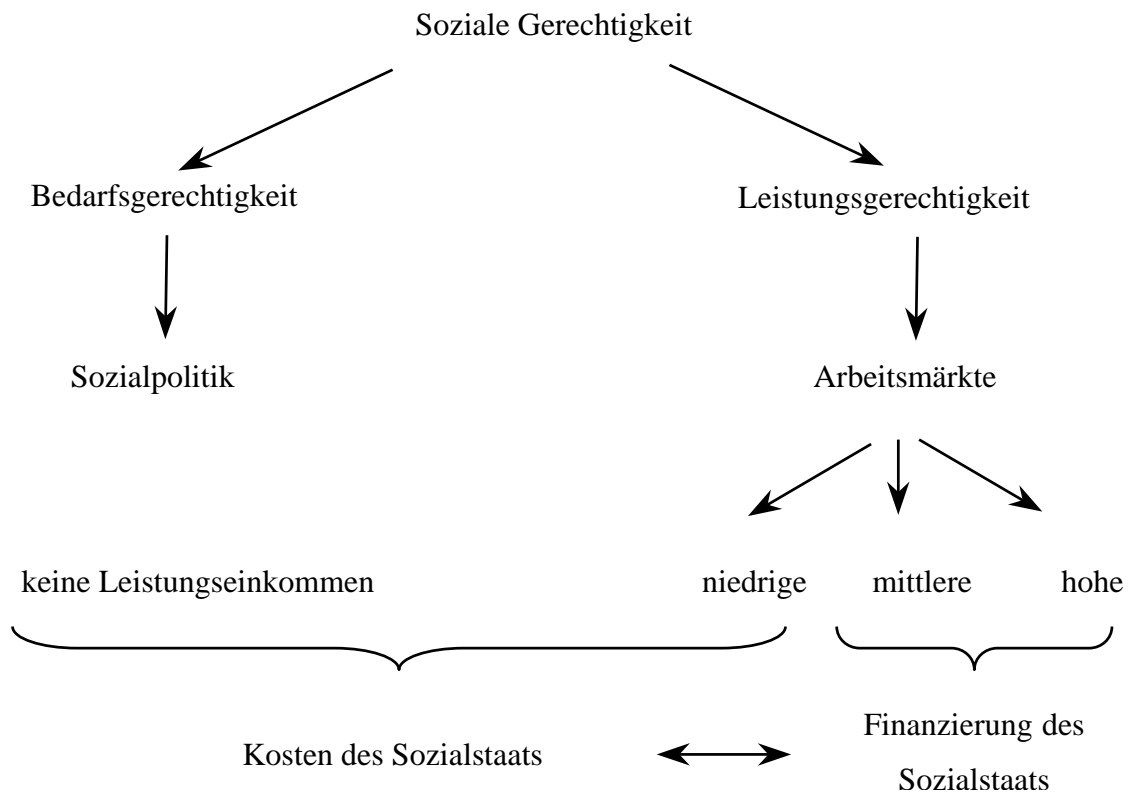 Soziale Gerechtigkeit
Bedarfsgerechtigkeit
Leistungsgerechtigkeit
Sozialpolitik
Arbeitsmärkte
keine Leistungseinkommen
niedrige
mittlere
hohe
Kosten des Sozialstaats
Finanzierung des
Sozialstaats